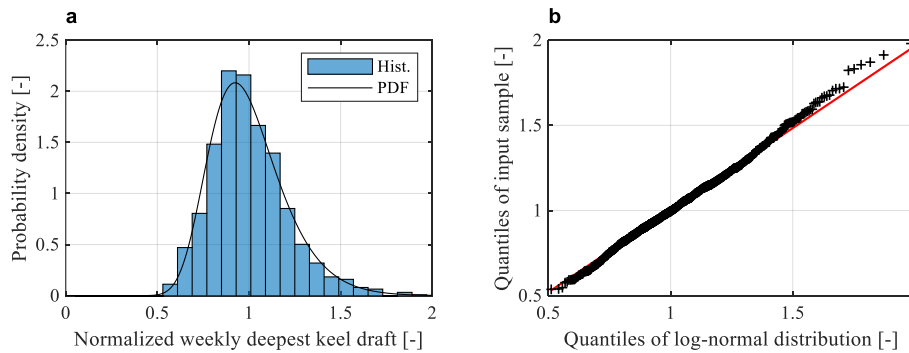 a
Probability density [-]
2.5
2
1.5
1
0.5
0
Hist.
PDF
0
0.5
1
1.5
2
Normalized weekly deepest keel draft [-]
b
Quantiles of input sample [-]
2
1.5
1
0.5
0.5
1
1.5
Quantiles of log-normal distribution [-]